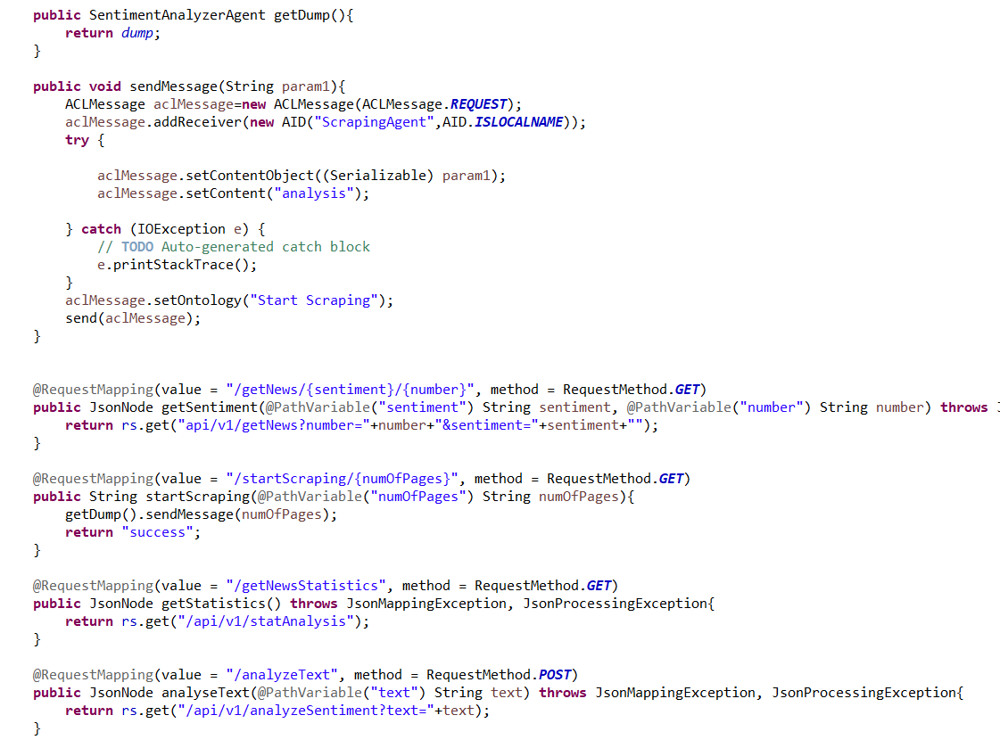 public SentimentAnalyzerAgent getDump(){
return dump;
}
public void sendMessage(String param1){
ACLMessage aclMessage=new ACLMessage(ACLMessage.REQUEST);
aclMessage.addReceiver(new AID("ScrapingAgent",AID.ISLOCALNAME));
try {
aclMessage.setContentObject((Serializable) param1);
aclMessage.setContent("analysis");
} catch (IOException e) {
// TODO Auto-generated catch block
e.printStackTrace();
}
aclMessage.setOntology("Start Scraping");
send(aclMessage);
}
@RequestMapping(value = "/getNews/{sentiment}/{number}", method = RequestMethod.GET)
public JsonNode getSentiment(@PathVariable("sentiment") String sentiment, @PathVariable("number") String number) throws
return rs.get("api/v1/getNews?number="+number+"&sentiment="+sentiment+"");
}
@RequestMapping(value = "/startScraping/{numOfPages}", method = RequestMethod.GET)
public String startScraping(@PathVariable("numOfPages") String numOfPages){
getDump().sendMessage(numOfPages);
return "success";
}
@RequestMapping(value = "/getNewsStatistics", method = RequestMethod.GET)
public JsonNode getStatistics() throws JsonMappingException, JsonProcessingException{
return rs.get("/api/v1/statAnalysis");
}
@RequestMapping(value = "/analyzeText", method = RequestMethod.POST)
public JsonNode analyseText(@PathVariable("text") String text) throws JsonMappingException, JsonProcessingException{
return rs.get("/api/v1/analyzeSentiment?text="+text);
}